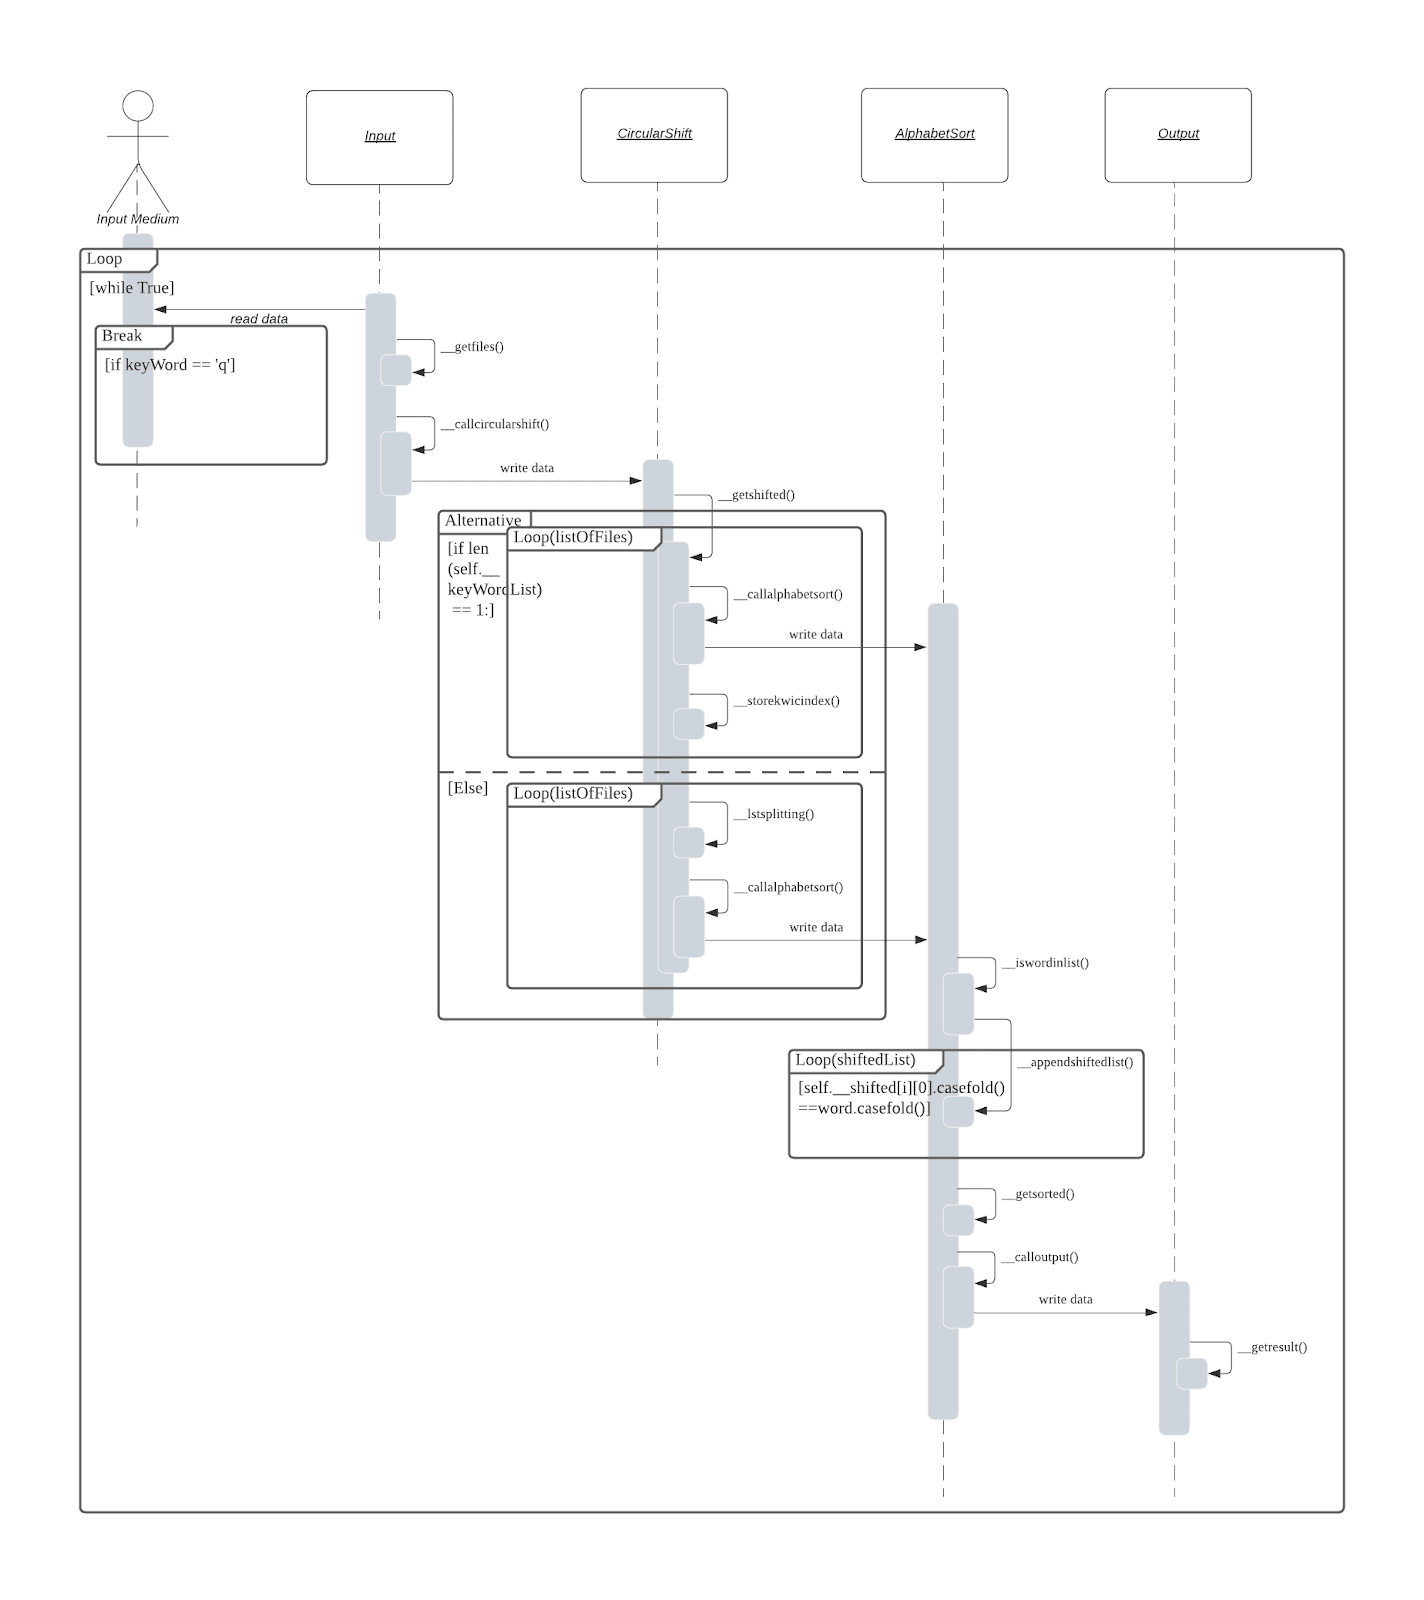 Input
CircularShift
AlphabetSort
Output
Input Medium
Loop
[while True]
read data
Break
[if keyWord == 'q']
__getfiles()
__callcircularshift()
write data
__getshifted()
Alternative
[if len
(self.__
keyWordList)
== 1:]
Loop(listOfFiles)
__callalphabetsort()
write data
__storekwicindex()
[Else]
Loop(listOfFiles)
__lstsplitting()
__callalphabetsort()
write data
__iswordinlist()
Loop(shiftedList)
__appendshiftedlist()
[self.__shifted[i][0].casefold()
==word.casefold()]
__getsorted()
__calloutput()
write data
__getresult()